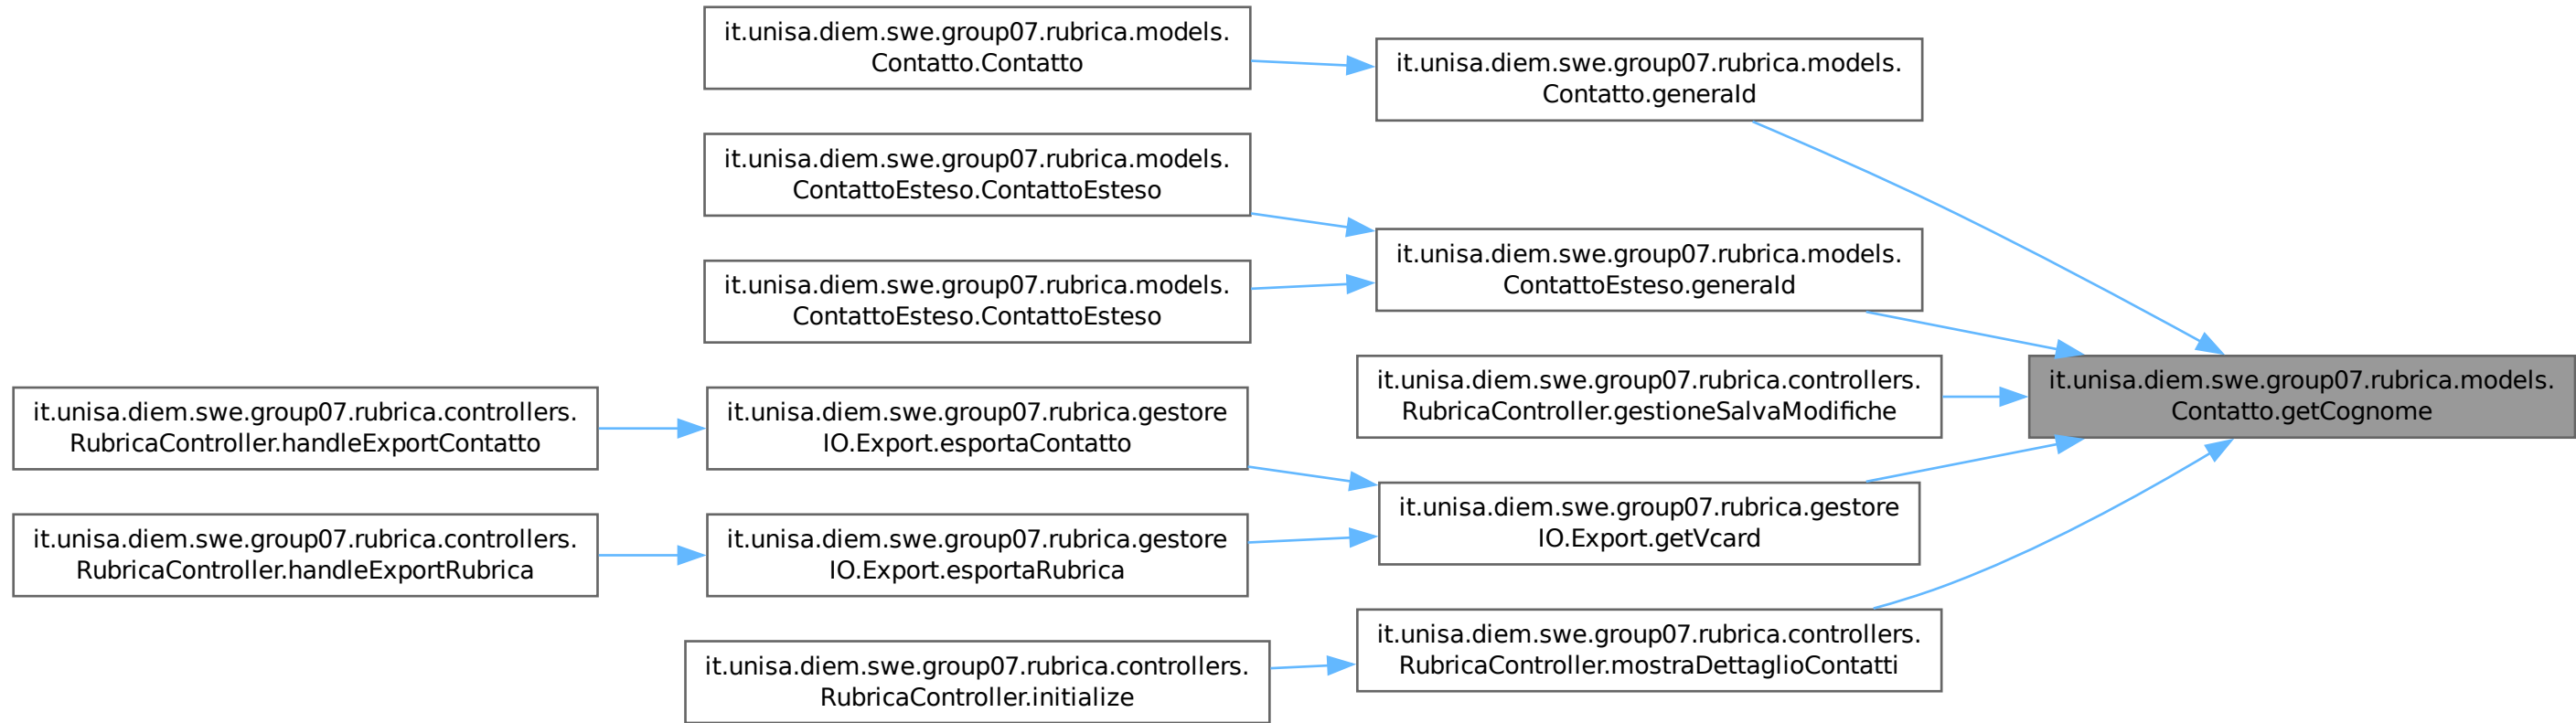 it.unisa.diem.swe.group07.rubrica.models.
Contatto.Contatto
it.unisa.diem.swe.group07.rubrica.models.
Contatto.generaId
it.unisa.diem.swe.group07.rubrica.models.
ContattoEsteso.ContattoEsteso
it.unisa.diem.swe.group07.rubrica.models.
ContattoEsteso.generaId
it.unisa.diem.swe.group07.rubrica.models.
ContattoEsteso.ContattoEsteso
it.unisa.diem.swe.group07.rubrica.controllers.
RubricaController.gestioneSalvaModifiche
it.unisa.diem.swe.group07.rubrica.models.
Contatto.getCognome
it.unisa.diem.swe.group07.rubrica.controllers.
RubricaController.handleExportContatto
it.unisa.diem.swe.group07.rubrica.gestore
IO.Export.esportaContatto
it.unisa.diem.swe.group07.rubrica.gestore
IO.Export.getVcard
it.unisa.diem.swe.group07.rubrica.controllers.
RubricaController.handleExportRubrica
it.unisa.diem.swe.group07.rubrica.gestore
IO.Export.esportaRubrica
it.unisa.diem.swe.group07.rubrica.controllers.
RubricaController.mostraDettaglioContatti
it.unisa.diem.swe.group07.rubrica.controllers.
RubricaController.initialize